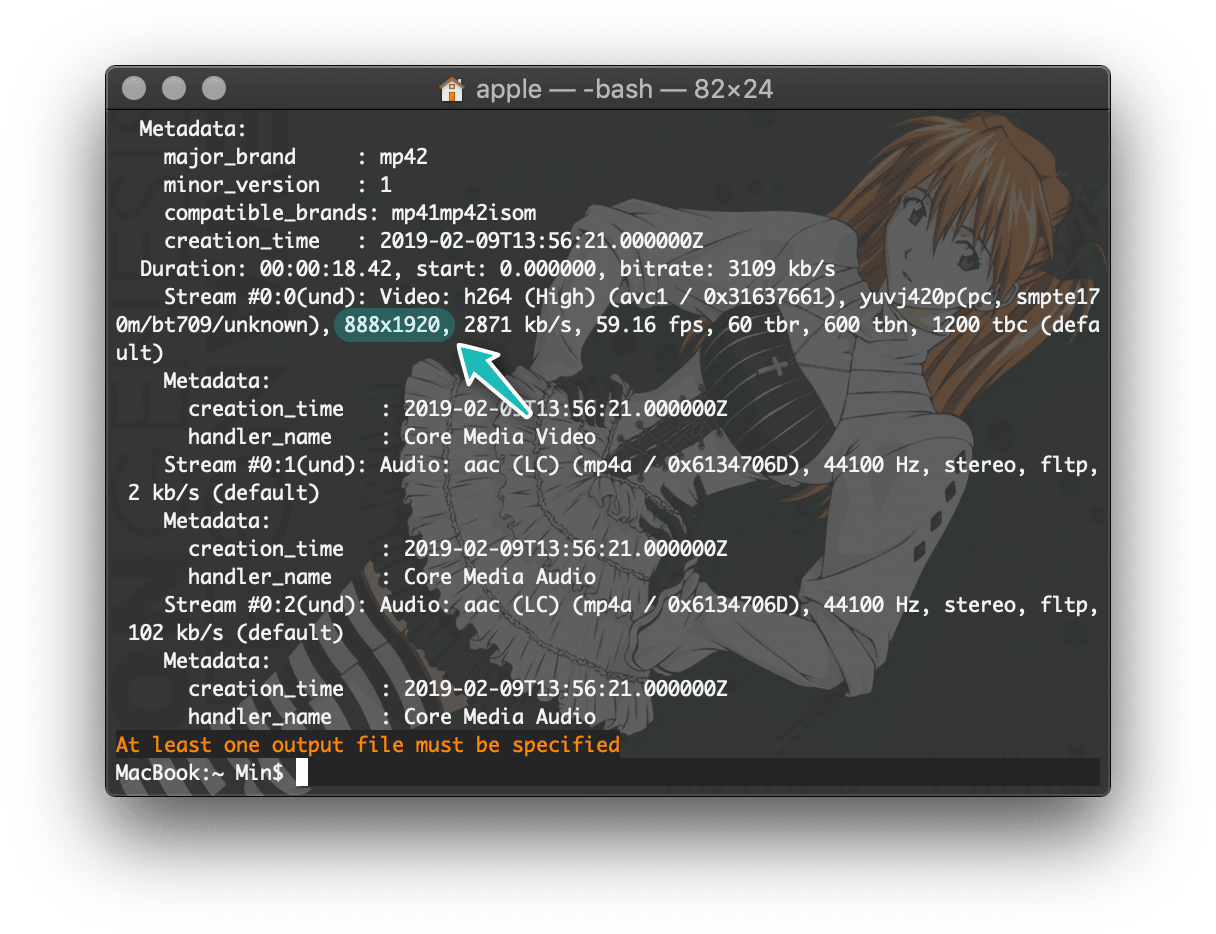 apple — -bash — 82×24
Metadata:
major_brand     : mp42
minor_version   : 1
compatible_brands: mp41mp42isom
creation_time   : 2019-02-09T13:56:21.000000Z
Duration: 00:00:18.42, start: 0.000000, bitrate: 3109 kb/s
Stream #0:0(und): Video: h264 (High) (avc1 / 0x31637661), yuvj420p(pc, smpte17
0m/bt709/unknown), 888x1920, 2871 kb/s, 59.16 fps, 60 tbr, 600 tbn, 1200 tbc (defa
ult)
Metadata:
creation_time   : 2019-02-09T13:56:21.000000Z
handler_name    : Core Media Video
Stream #0:1(und): Audio: aac (LC) (mp4a / 0x6134706D), 44100 Hz, stereo, fltp,
2 kb/s (default)
Metadata:
creation_time   : 2019-02-09T13:56:21.000000Z
handler_name    : Core Media Audio
Stream #0:2(und): Audio: aac (LC) (mp4a / 0x6134706D), 44100 Hz, stereo, fltp,
102 kb/s (default)
Metadata:
creation_time   : 2019-02-09T13:56:21.000000Z
handler_name    : Core Media Audio
At least one output file must be specified
MacBook:~ Min$